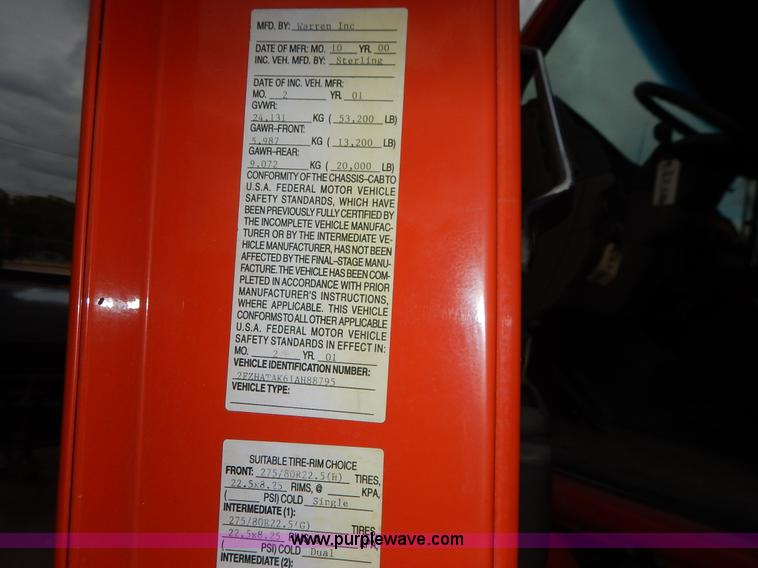 MFD. BY: Warren Inc
DATE OF MFR: MO. 10 YR. 00
INC. VEH. MFD. BY: Sterling
DATE OF INC. VEH. MFR:
MO. 2 YR. 01
GVWR:
24,131 KG ( 53,200 LB)
GAWR-FRONT:
5,987 KG ( 13,200 LB)
GAWR-REAR:
9,072 KG ( 20,000 LB)
CONFORMITY OF THE CHASSIS-CAB TO
U.S.A. FEDERAL MOTOR VEHICLE
SAFETY STANDARDS, WHICH HAVE
BEEN PREVIOUSLY FULLY CERTIFIED BY
THE INCOMPLETE VEHICLE MANUFAC-
TURER OR BY THE INTERMEDIATE VE-
HICLE MANUFACTURER, HAS NOT BEEN
AFFECTED BY THE FINAL-STAGE MANU-
FACTURE. THE VEHICLE HAS BEEN COM-
PLETED IN ACCORDANCE WITH PRIOR
MANUFACTURER'S INSTRUCTIONS,
WHERE APPLICABLE. THIS VEHICLE
CONFORMS TO ALL OTHER APPLICABLE
U.S.A. FEDERAL MOTOR VEHICLE
SAFETY STANDARDS IN EFFECT IN:
MO. 2 YR. 01
VEHICLE IDENTIFICATION NUMBER:
2FZHATAK61AH88795
VEHICLE TYPE:
SUITABLE TIRE-RIM CHOICE
FRONT: 275/80R22.5(H) TIRES,
22.5x8.25 RIMS, @ KPA,
( PSI) COLD Single
INTERMEDIATE (1):
275/80R22.5(G) TIRES
22.5x8.25 RIMS, @ KPA,
( PSI) COLD Dual
INTERMEDIATE (2):
www.purplewave.com